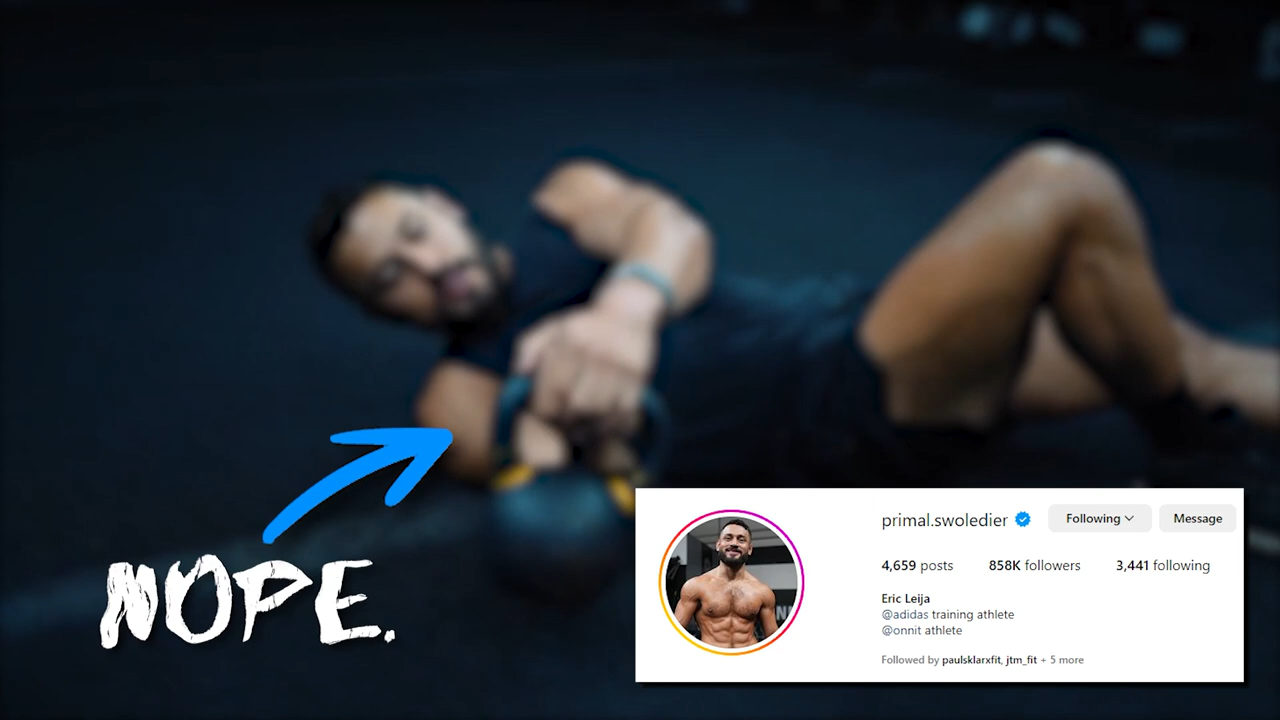 NOPE.
primal.swoledier Following Message
4,659 posts 858K followers 3,441 following
Eric Leija
@adidas training athlete
@onnit athlete
Followed by paulsklarxfit, jtm_fit + 5 more